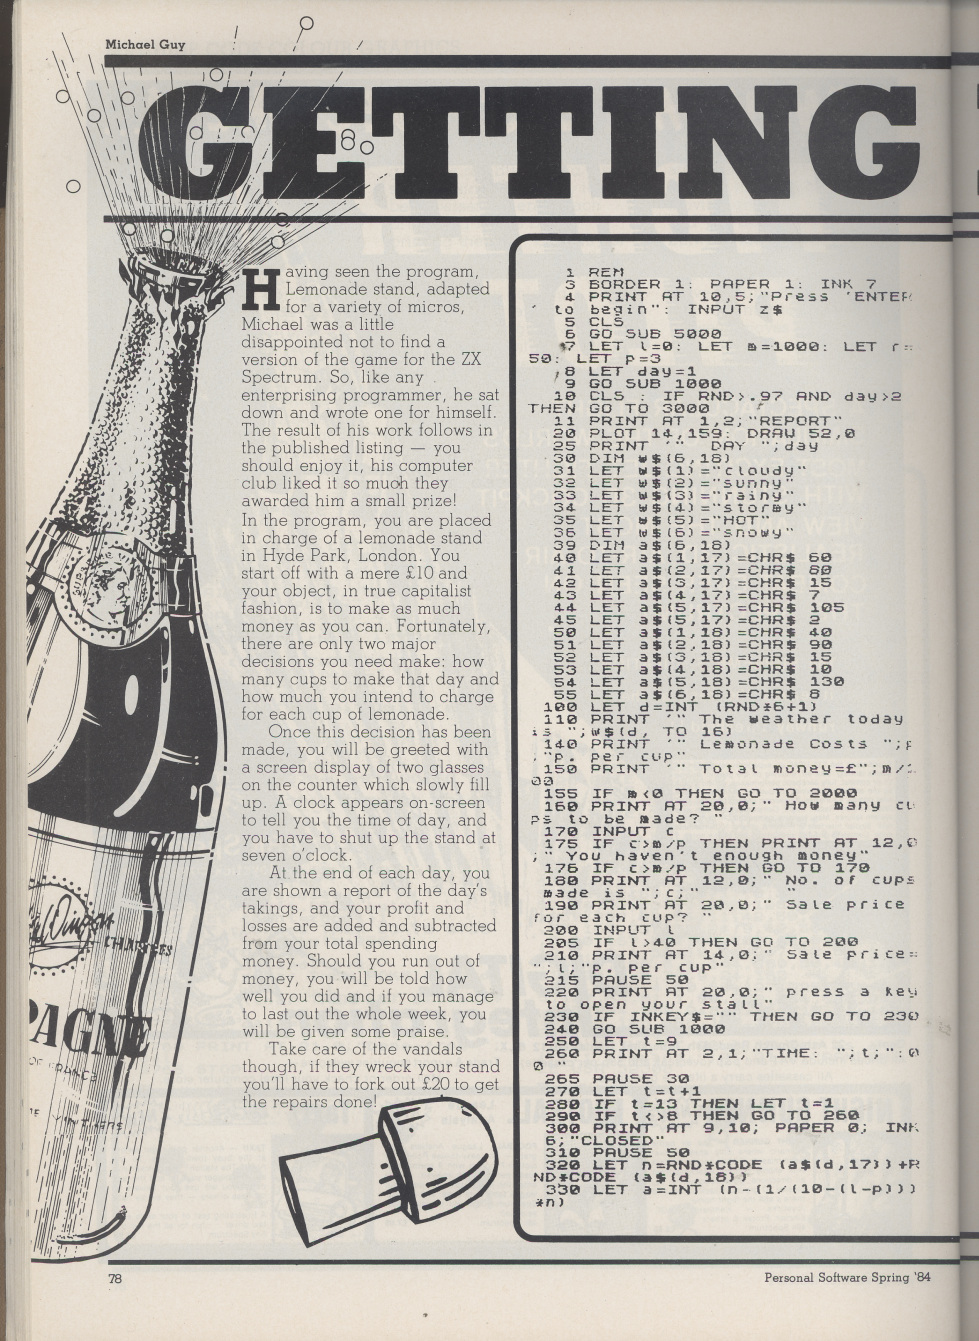 Michael Guy
GETTING
Having seen the program,
Lemonade stand, adapted
for a variety of micros,
Michael was a little
disappointed not to find a
version of the game for the ZX
Spectrum. So, like any
enterprising programmer, he sat
down and wrote one for himself.
The result of his work follows in
the published listing — you
should enjoy it, his computer
club liked it so much they
awarded him a small prize!
In the program, you are placed
in charge of a lemonade stand
in Hyde Park, London. You
start off with a mere £10 and
your object, in true capitalist
fashion, is to make as much
money as you can. Fortunately,
there are only two major
decisions you need make: how
many cups to make that day and
how much you intend to charge
for each cup of lemonade.
Once this decision has been
made, you will be greeted with
a screen display of two glasses
on the counter which slowly fill
up. A clock appears on-screen
to tell you the time of day, and
you have to shut up the stand at
seven o'clock.
At the end of each day, you
are shown a report of the day's
takings, and your profit and
losses are added and subtracted
from your total spending
money. Should you run out of
money, you will be told how
well you did and if you manage
to last out the whole week, you
will be given some praise.
Take care of the vandals
though, if they wreck your stand
you'll have to fork out £20 to get
the repairs done!
CHARLES
PAGNE
OF FRANCE
1 REM
3 BORDER 1: PAPER 1: INK 7
4 PRINT AT 10,5;"Press 'ENTER
' to begin": INPUT z$
5 CLS
6 GO SUB 5000
7 LET l=0: LET m=1000: LET r=
50: LET p=3
8 LET day=1
9 GO SUB 1000
10 CLS : IF RND>.97 AND day>2
THEN GO TO 3000
11 PRINT AT 1,2;"REPORT"
20 PLOT 14,159: DRAW 52,0
25 PRINT '" DAY ";day
30 DIM w$(6,18)
31 LET w$(1)="cloudy"
32 LET w$(2)="sunny"
33 LET w$(3)="rainy"
34 LET w$(4)="stormy"
35 LET w$(5)="HOT"
36 LET w$(6)="snowy"
39 DIM a$(6,18)
40 LET a$(1,17)=CHR$ 60
41 LET a$(2,17)=CHR$ 80
42 LET a$(3,17)=CHR$ 15
43 LET a$(4,17)=CHR$ 7
44 LET a$(5,17)=CHR$ 105
45 LET a$(5,17)=CHR$ 2
50 LET a$(1,18)=CHR$ 40
51 LET a$(2,18)=CHR$ 90
52 LET a$(3,18)=CHR$ 15
53 LET a$(4,18)=CHR$ 10
54 LET a$(5,18)=CHR$ 130
55 LET a$(6,18)=CHR$ 8
100 LET d=INT (RND*6+1)
110 PRINT '" The weather today
is ";w$(d, TO 16)
140 PRINT '" Lemonade Costs ";p
;"p. per cup"
150 PRINT '" Total money=£";m/1
00
155 IF m<0 THEN GO TO 2000
160 PRINT AT 20,0;" How many cu
ps to be made? "
170 INPUT c
175 IF c>m/p THEN PRINT AT 12,0
;" You haven't enough money"
176 IF c>m/p THEN GO TO 170
180 PRINT AT 12,0;" No. of cups
made is ";c;" "
190 PRINT AT 20,0;" Sale price
for each cup? "
200 INPUT l
205 IF l>40 THEN GO TO 200
210 PRINT AT 14,0;" Sale price=
";l;"p. per cup"
215 PAUSE 50
220 PRINT AT 20,0;" press a key
to open your stall"
230 IF INKEY$="" THEN GO TO 230
240 GO SUB 1000
250 LET t=9
260 PRINT AT 2,1;"TIME: ";t;":0
0 "
265 PAUSE 30
270 LET t=t+1
280 IF t=13 THEN LET t=1
290 IF t<>8 THEN GO TO 260
300 PRINT AT 9,10; PAPER 0; INK
6;"CLOSED"
310 PAUSE 50
320 LET n=RND*CODE (a$(d,17))+R
ND*CODE (a$(d,18))
330 LET a=INT (n-(1/(10-(l-p)))
*n)
78
Personal Software Spring '84